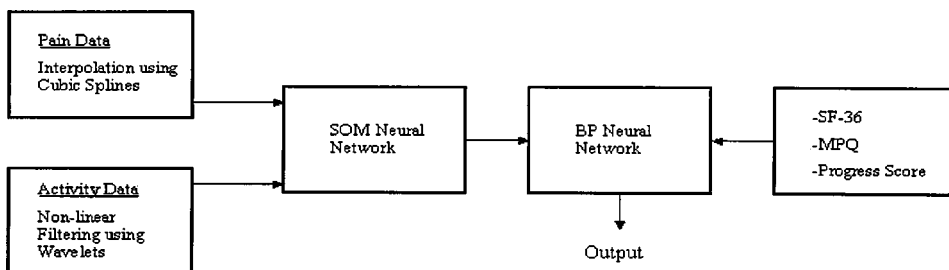 Pain Data
Interpolation using
Cubic Splines
Activity Data
Non-linear
Filtering using
Wavelets
SOM Neural
Network
BP Neural
Network
Output
-SF-36
-MPQ
-Progress Score